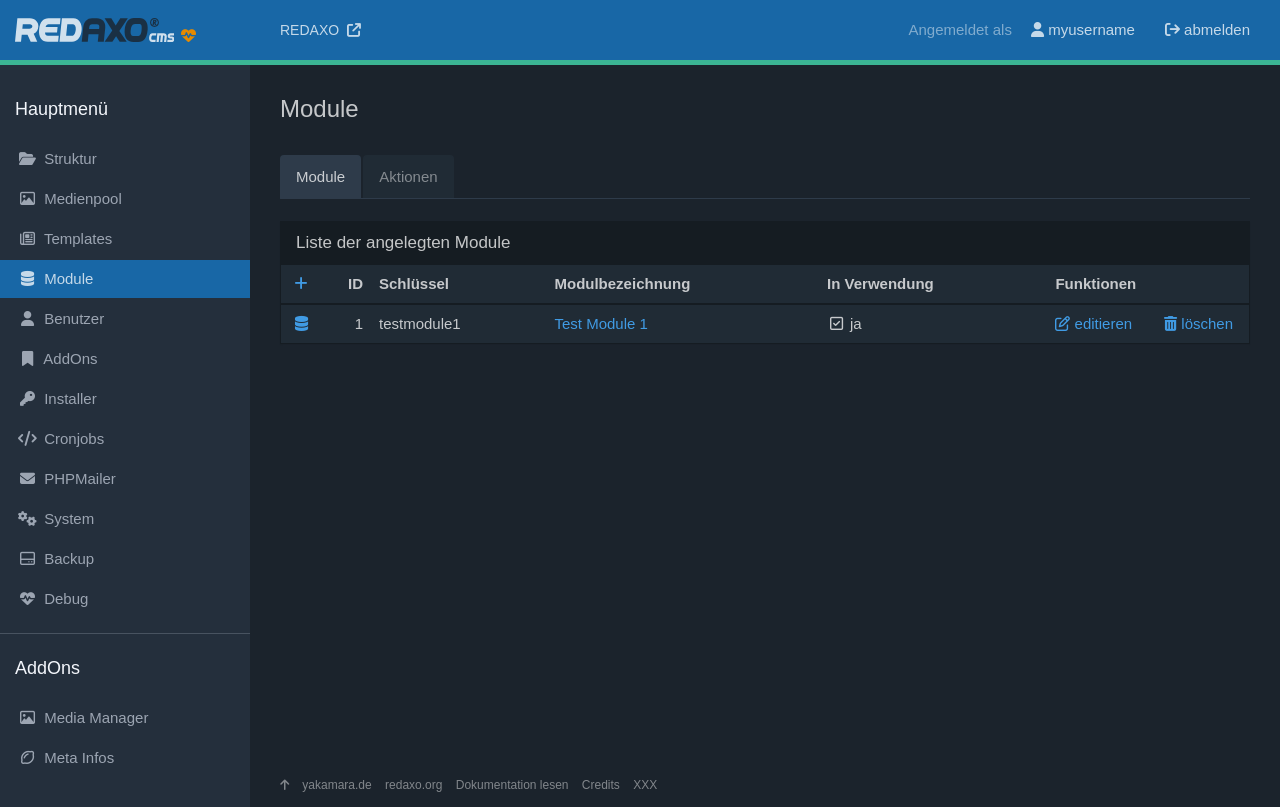 REDAXO® cms
REDAXO
Angemeldet als myusername abmelden
Hauptmenü
Struktur
Medienpool
Templates
Module
Benutzer
AddOns
Installer
Cronjobs
PHPMailer
System
Backup
Debug
AddOns
Media Manager
Meta Infos
Module
Module Aktionen
Liste der angelegten Module
ID Schlüssel Modulbezeichnung In Verwendung Funktionen
1 testmodule1 Test Module 1 ja editieren löschen
yakamara.de redaxo.org Dokumentation lesen Credits XXX